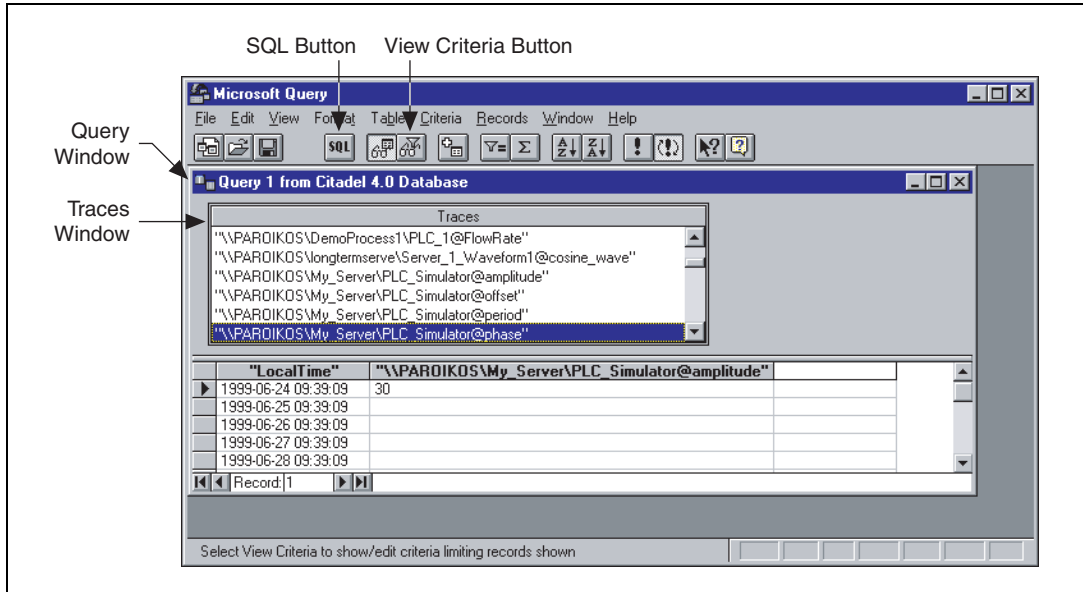 SQL Button View Criteria Button
Query
Window
Traces
Window
Microsoft Query
File Edit View Format Table Criteria Records Window Help
SQL
Query 1 from Citadel 4.0 Database
Traces
"\\PAROIKOS\DemoProcess1\PLC_1@FlowRate"
"\\PAROIKOS\longtermserve\Server_1_Waveform1@cosine_wave"
"\\PAROIKOS\My_Server\PLC_Simulator@amplitude"
"\\PAROIKOS\My_Server\PLC_Simulator@offset"
"\\PAROIKOS\My_Server\PLC_Simulator@period"
"\\PAROIKOS\My_Server\PLC_Simulator@phase"
"LocalTime" "\\PAROIKOS\My_Server\PLC_Simulator@amplitude"
1999-06-24 09:39:09 30
1999-06-25 09:39:09
1999-06-26 09:39:09
1999-06-27 09:39:09
1999-06-28 09:39:09
Record: 1
Select View Criteria to show/edit criteria limiting records shown